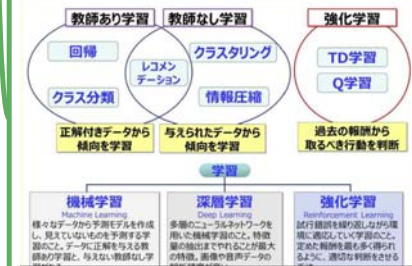 教師あり学習
教師なし学習
強化学習
回帰
クラスタリング
レコメン
デーション
クラス分類
情報圧縮
TD学習
Q学習
正解付きデータから
傾向を学習
与えられたデータから
傾向を学習
過去の報酬から
取るべき行動を判断
学習
機械学習
Machine Learning
様々なデータから予測モデルを作成
し、見えていないものを予測する学
習のこと。データに正解を与える教
師あり学習と、与えない教師なし学
深層学習
Deep Learning
多層のニューラルネットワークを
用いた機械学習のこと。特徴
量の抽出までやれることが最大
の特徴。画像や音声データの
強化学習
Reinforcement Learning
試行錯誤を繰り返しながら環
境に適応していく学習のこと。
定めた報酬を最も多く得られ
るように、適切な判断をさせる